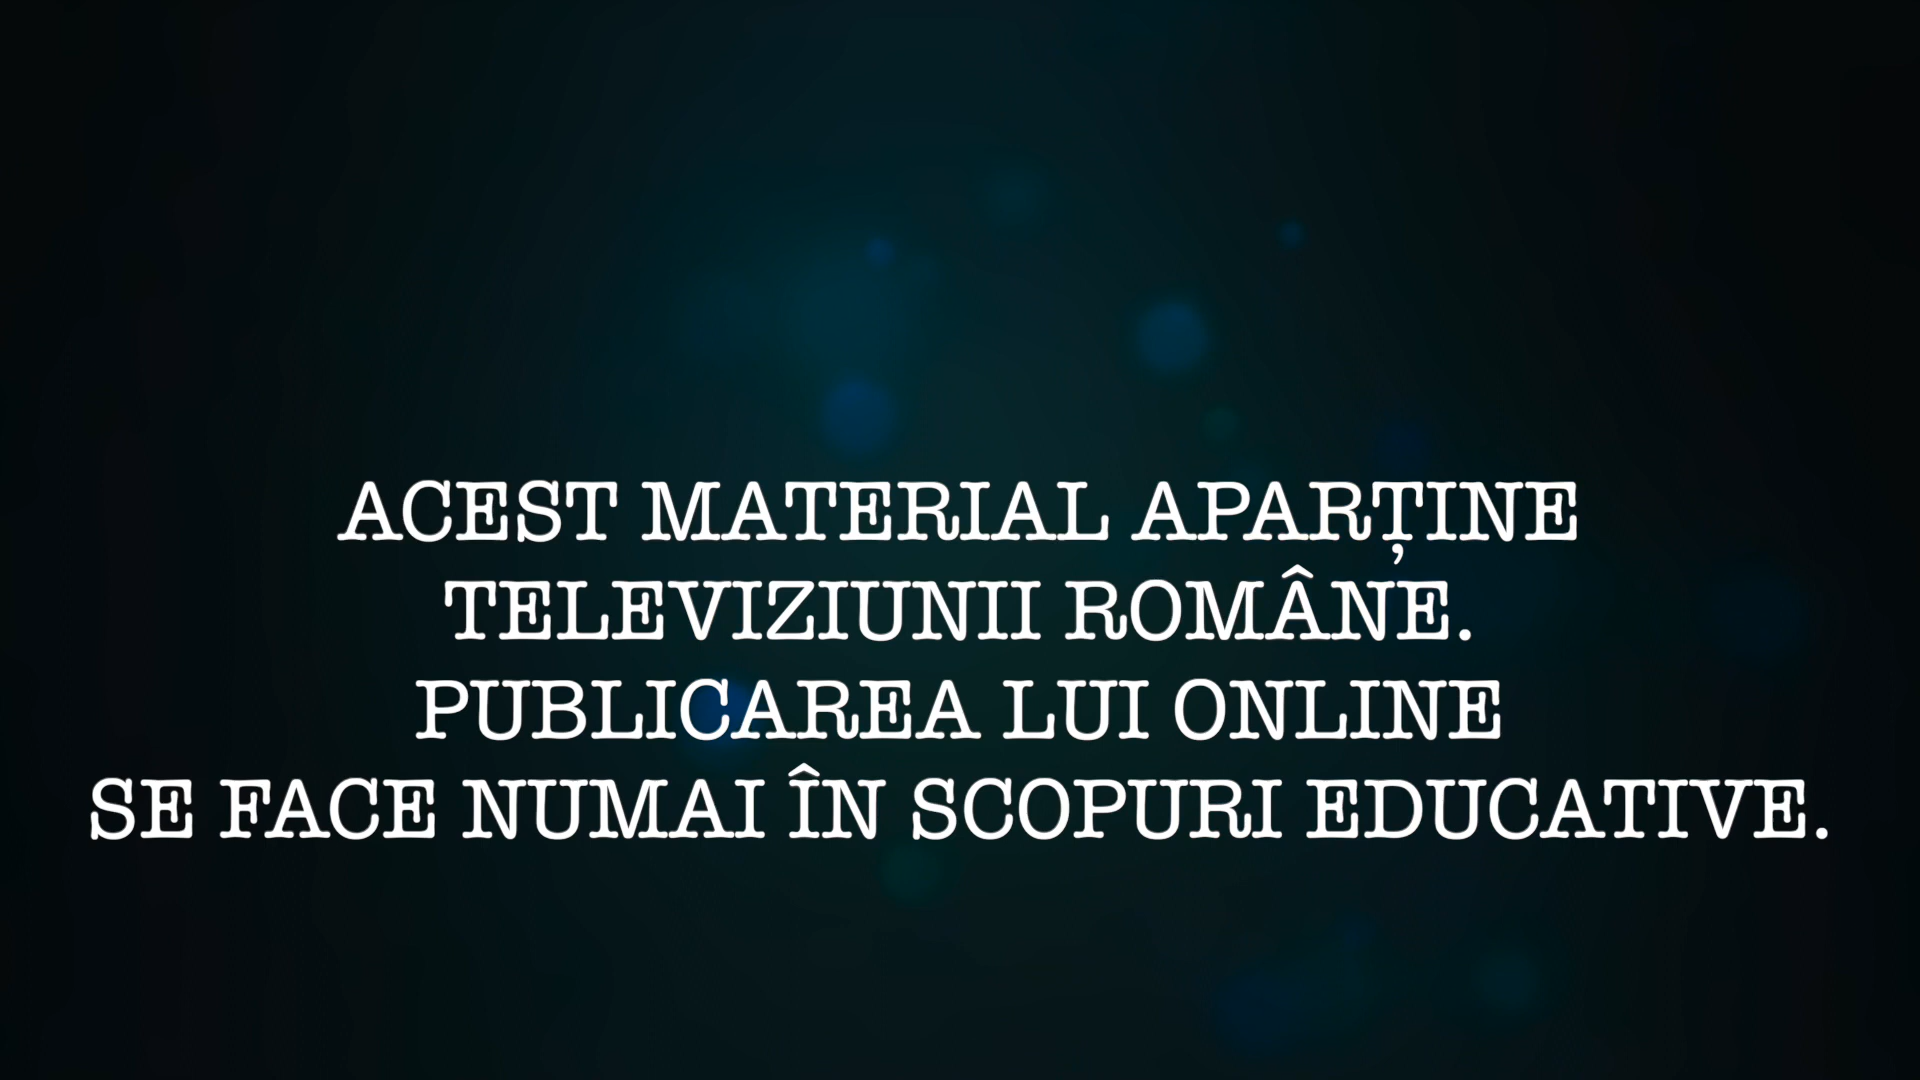 ACEST MATERIAL APARȚINE
TELEVIZIUNII ROMÂNE.
PUBLICAREA LUI ONLINE
SE FACE NUMAI ÎN SCOPURI EDUCATIVE.